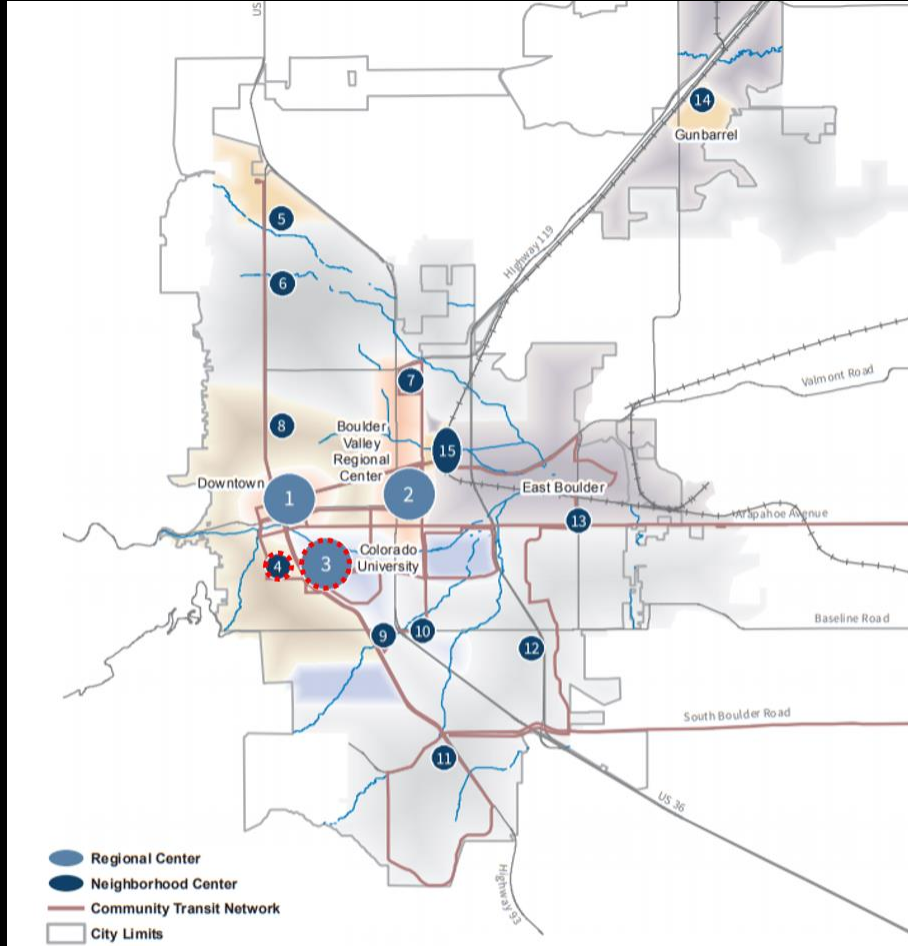 US
14
Gunbarrel
Highway 119
5
6
Valmont Road
7
8
Boulder
Valley
Regional
Center
15
Downtown
1
2
East Boulder
13
Arapahoe Avenue
4
3
Colorado
University
Baseline Road
9
10
12
South Boulder Road
11
US 36
Highway 93
Regional Center
Neighborhood Center
Community Transit Network
City Limits